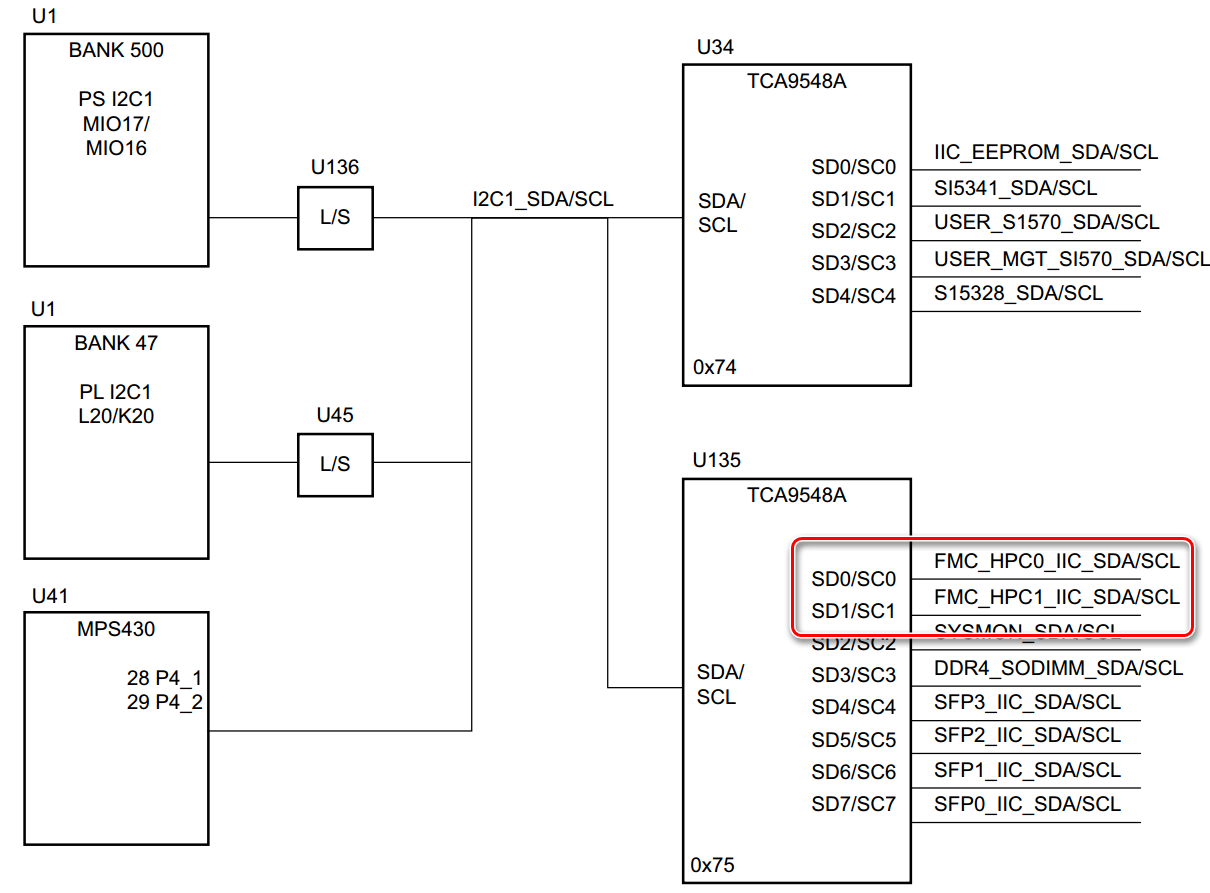 U1
BANK 500
PS I2C1
MIO17/
MIO16
U136
L/S
I2C1_SDA/SCL
U34
TCA9548A
SDA/
SCL
SD0/SC0
IIC_EEPROM_SDA/SCL
SD1/SC1
SI5341_SDA/SCL
SD2/SC2
USER_S1570_SDA/SCL
SD3/SC3
USER_MGT_SI570_SDA/SCL
SD4/SC4
S15328_SDA/SCL
0x74
U1
BANK 47
PL I2C1
L20/K20
U45
L/S
U41
MPS430
28 P4_1
29 P4_2
U135
TCA9548A
SDA/
SCL
SD0/SC0
FMC_HPC0_IIC_SDA/SCL
SD1/SC1
FMC_HPC1_IIC_SDA/SCL
SD2/SC2
SYSMON_SDA/SCL
SD3/SC3
DDR4_SODIMM_SDA/SCL
SD4/SC4
SFP3_IIC_SDA/SCL
SD5/SC5
SFP2_IIC_SDA/SCL
SD6/SC6
SFP1_IIC_SDA/SCL
SD7/SC7
SFP0_IIC_SDA/SCL
0x75